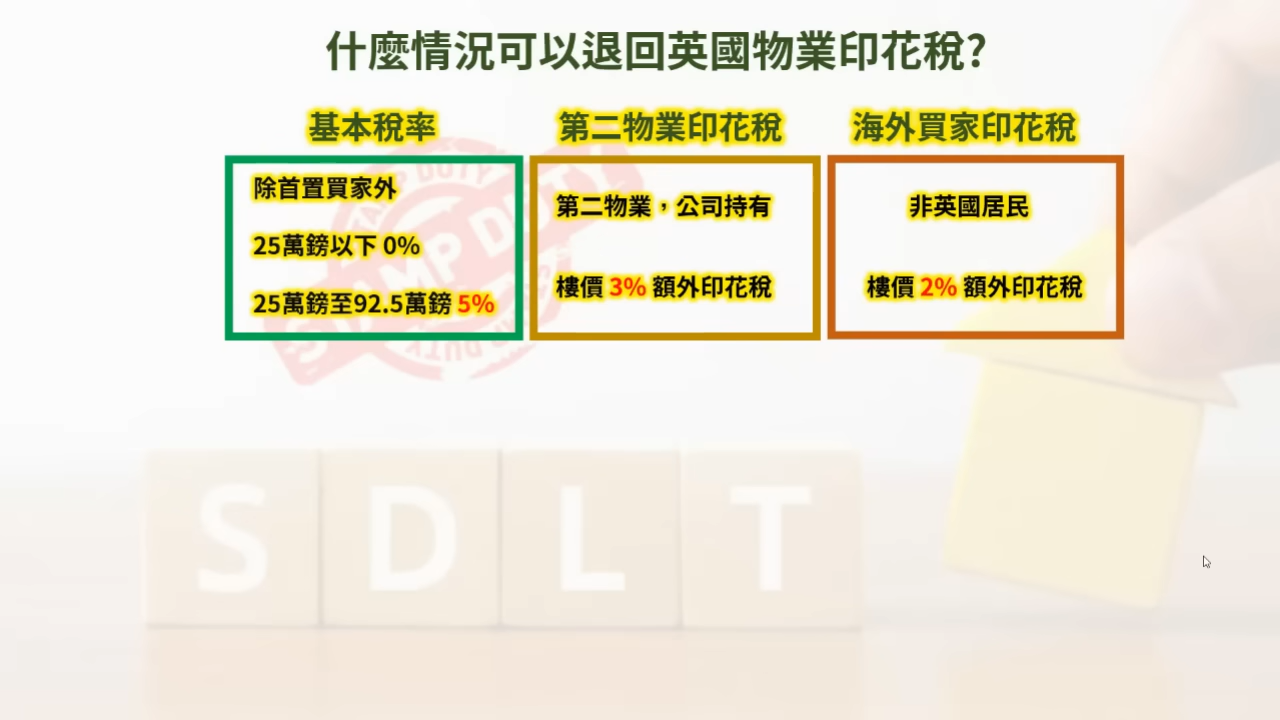 什麼情況可以退回英國物業印花稅?
基本稅率
第二物業印花稅
海外買家印花稅
除首置買家外
25萬鎊以下 0%
25萬鎊至92.5萬鎊 5%
第二物業，公司持有
樓價 3% 額外印花稅
非英國居民
樓價 2% 額外印花稅
STAMP DUTY
STAMP DUTY
S D L T